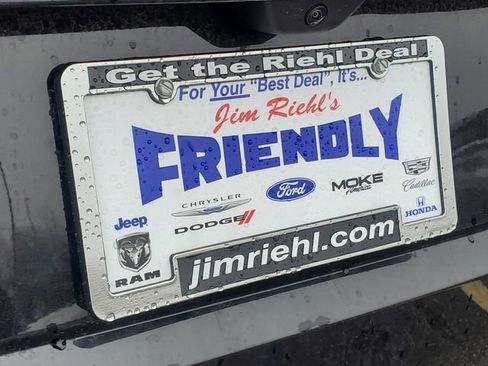 Get the Riehl Deal
For Your "Best Deal", It's...
Jim Riehl's
FRIENDLY
Jeep
CHRYSLER
Ford
MOKE
America
Cadillac
RAM
DODGE
HONDA
jimriehl.com